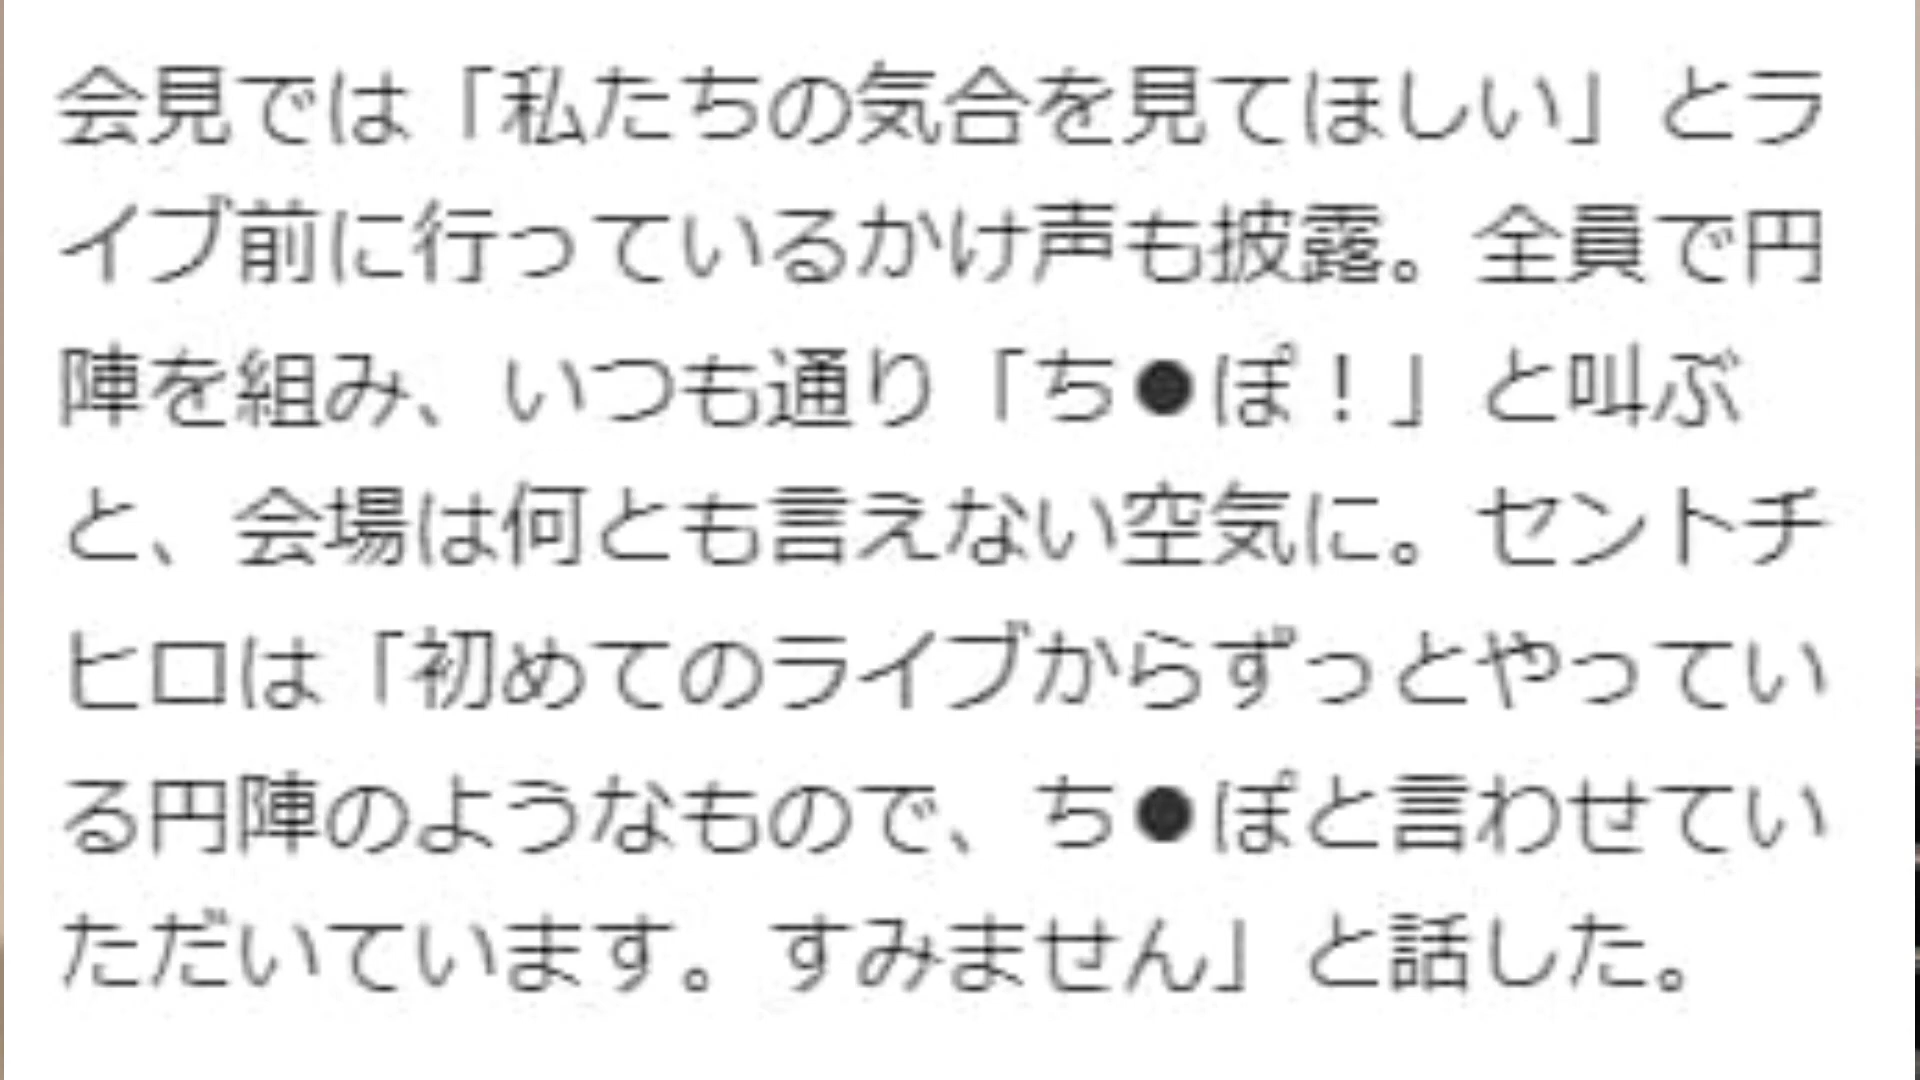 会見では「私たちの気合を見てほしい」とラ
イブ前に行っているかけ声も披露。全員で円
陣を組み、いつも通り「ち●ぽ！」と叫ぶ
と、会場は何とも言えない空気に。セントチ
ヒロは「初めてのライブからずっとやってい
る円陣のようなもので、ち●ぽと言わせてい
ただいています。すみません」と話した。